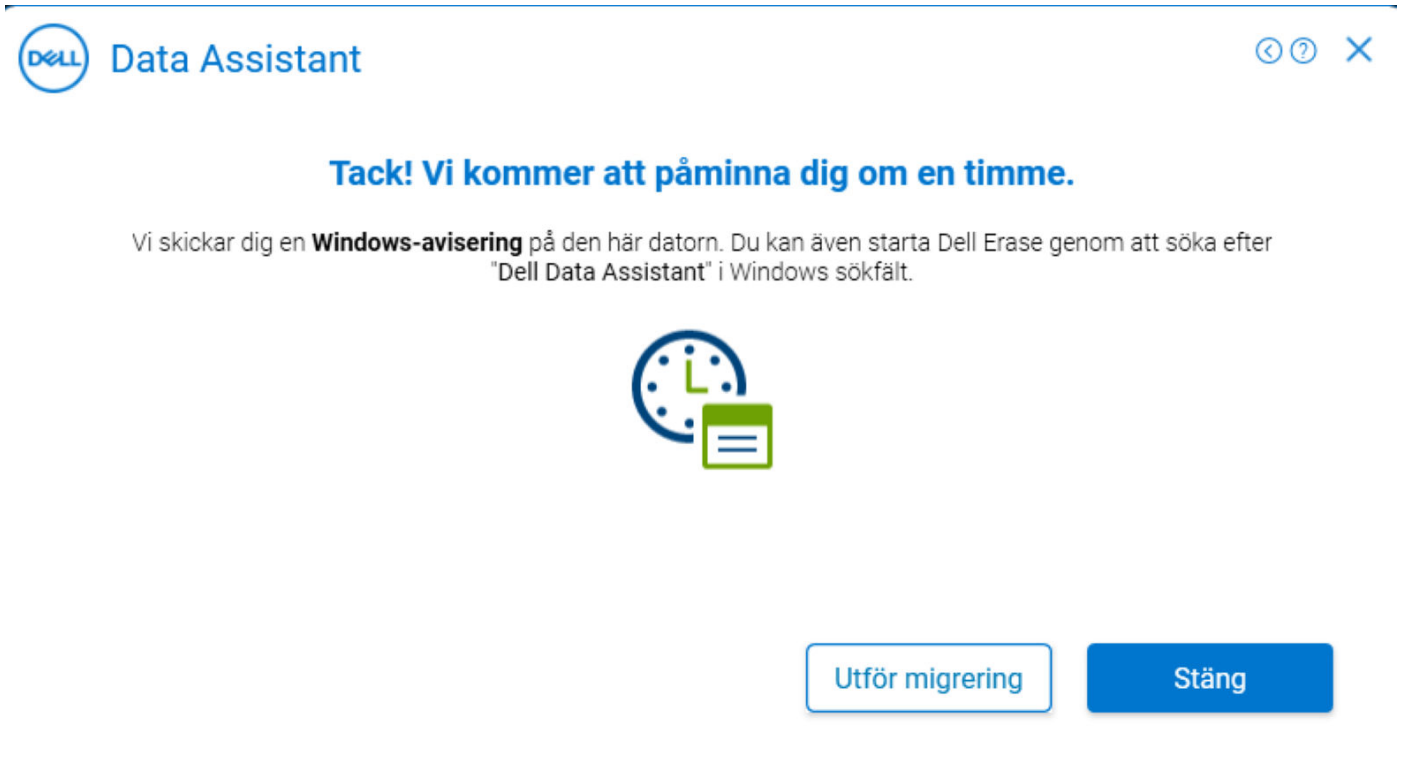 DELL Data Assistant
Tack! Vi kommer att påminna dig om en timme.
Vi skickar dig en Windows-avisering på den här datorn. Du kan även starta Dell Erase genom att söka efter
"Dell Data Assistant" i Windows sökfält.
Utför migrering Stäng